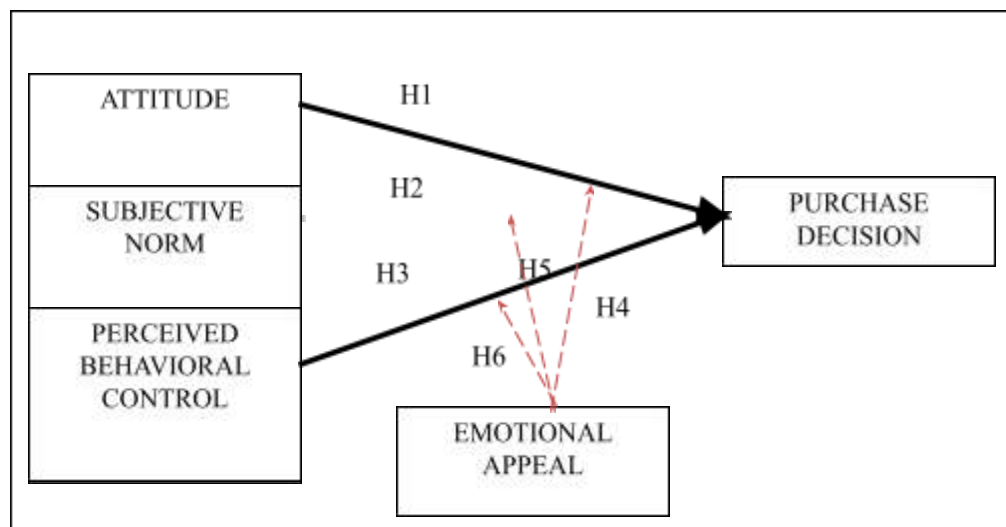 ATTITUDE
H1
H2
SUBJECTIVE
NORM
PURCHASE
DECISION
H3
H5
H4
PERCEIVED
BEHAVIORAL
CONTROL
H6
EMOTIONAL
APPEAL